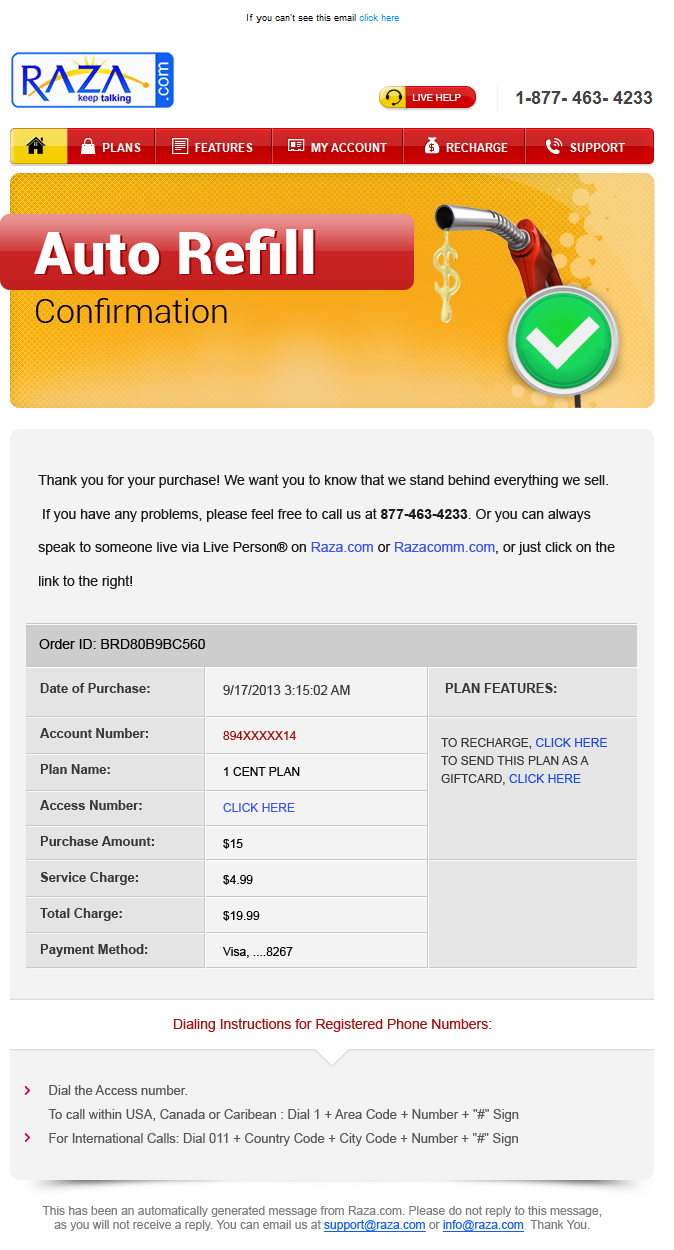 If you can't see this email click here
RAZA .com
keep talking
LIVE HELP
1-877- 463- 4233
PLANS
FEATURES
MY ACCOUNT
RECHARGE
SUPPORT
Auto Refill
Confirmation
Thank you for your purchase! We want you to know that we stand behind everything we sell.
If you have any problems, please feel free to call us at 877-463-4233. Or you can always
speak to someone live via Live Person® on Raza.com or Razacomm.com, or just click on the
link to the right!
Order ID: BRD80B9BC560
Date of Purchase: 9/17/2013 3:15:02 AM
PLAN FEATURES:
Account Number: 894XXXXX14
Plan Name: 1 CENT PLAN
Access Number: CLICK HERE
Purchase Amount: $15
Service Charge: $4.99
Total Charge: $19.99
Payment Method: Visa, ....8267
TO RECHARGE, CLICK HERE
TO SEND THIS PLAN AS A
GIFTCARD, CLICK HERE
Dialing Instructions for Registered Phone Numbers:
Dial the Access number.
To call within USA, Canada or Caribean : Dial 1 + Area Code + Number + "#" Sign
For International Calls: Dial 011 + Country Code + City Code + Number + "#" Sign
This has been an automatically generated message from Raza.com. Please do not reply to this message,
as you will not receive a reply. You can email us at support@raza.com or info@raza.com. Thank You.